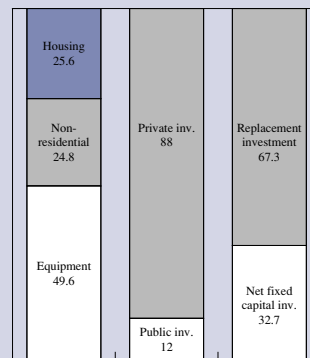 Housing
25.6
Non-
residential
24.8
Equipment
49.6
Private inv.
88
Public inv.
12
Replacement
investment
67.3
Net fixed
capital inv.
32.7